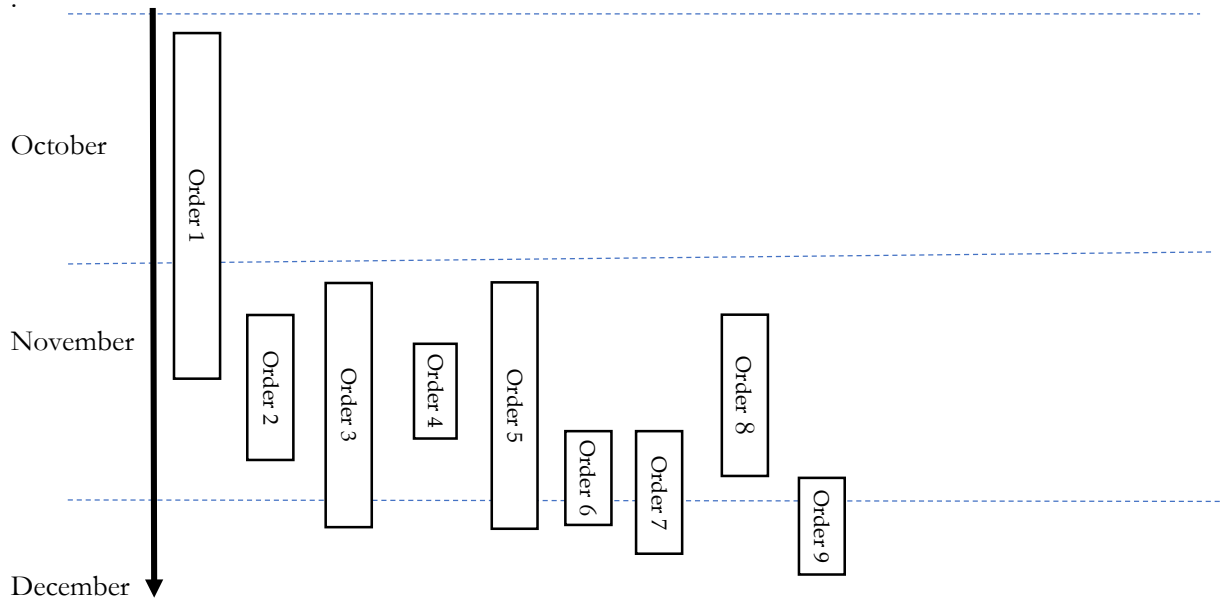 .
October
November
December
Order 1
Order 2
Order 3
Order 4
Order 5
Order 6
Order 7
Order 8
Order 9